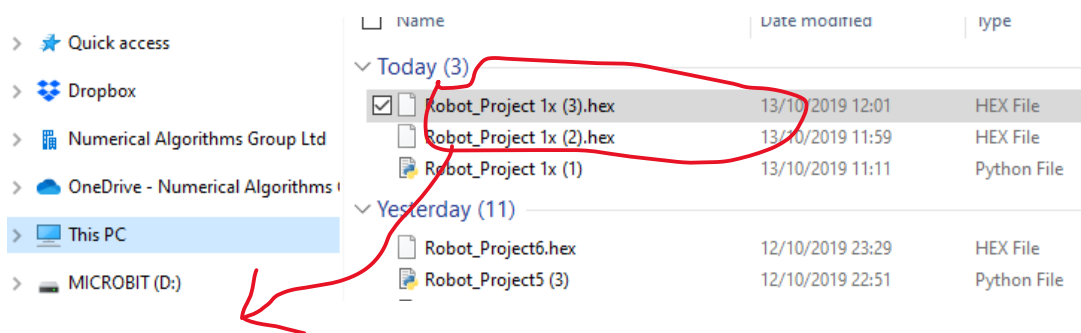 Quick access
Dropbox
Numerical Algorithms Group Ltd
OneDrive - Numerical Algorithms
This PC
MICROBIT (D:)
Name Date modified Type
Today (3)
Robot_Project 1x (3).hex 13/10/2019 12:01 HEX File
Robot_Project 1x (2).hex 13/10/2019 11:59 HEX File
Robot_Project 1x (1) 13/10/2019 11:11 Python File
Yesterday (11)
Robot_Project6.hex 12/10/2019 23:29 HEX File
Robot_Project5 (3) 12/10/2019 22:51 Python File